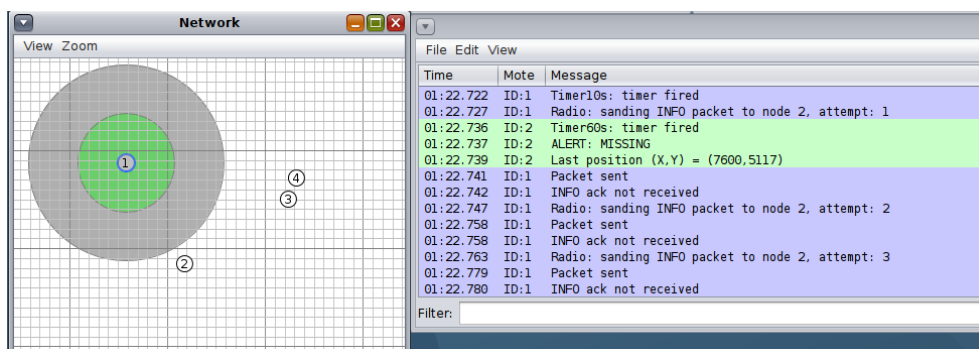 Network
View Zoom
1
4
3
2
File Edit View
Time Mote Message
01:22.722 ID:1 Timer10s: timer fired
01:22.727 ID:1 Radio: sanding INFO packet to node 2, attempt: 1
01:22.736 ID:2 Timer60s: timer fired
01:22.737 ID:2 ALERT: MISSING
01:22.739 ID:2 Last position (X,Y) = (7600,5117)
01:22.741 ID:1 Packet sent
01:22.742 ID:1 INFO ack not received
01:22.747 ID:1 Radio: sanding INFO packet to node 2, attempt: 2
01:22.758 ID:1 Packet sent
01:22.758 ID:1 INFO ack not received
01:22.763 ID:1 Radio: sanding INFO packet to node 2, attempt: 3
01:22.779 ID:1 Packet sent
01:22.780 ID:1 INFO ack not received
Filter: